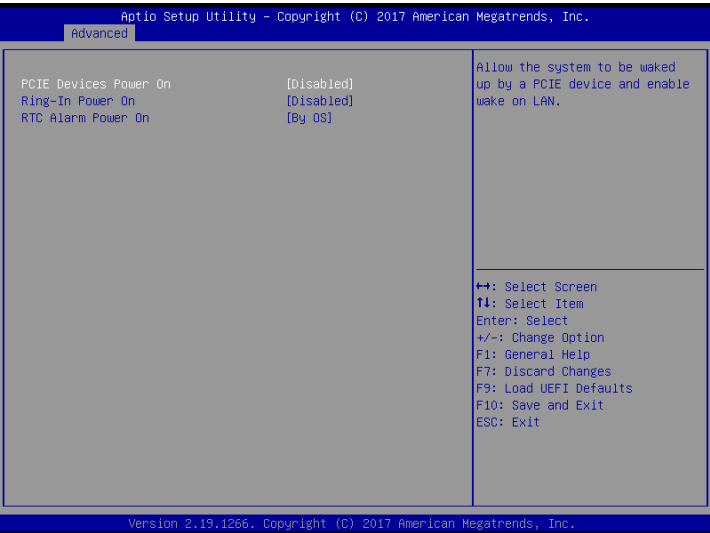 Aptio Setup Utility – Copyright (C) 2017 American Megatrends, Inc.
Advanced
PCIE Devices Power On [Disabled]
Ring-In Power On [Disabled]
RTC Alarm Power On [By OS]
Allow the system to be waked
up by a PCIE device and enable
wake on LAN.
↔: Select Screen
↑↓: Select Item
Enter: Select
+/-: Change Option
F1: General Help
F7: Discard Changes
F9: Load UEFI Defaults
F10: Save and Exit
ESC: Exit
Version 2.19.1266. Copyright (C) 2017 American Megatrends, Inc.